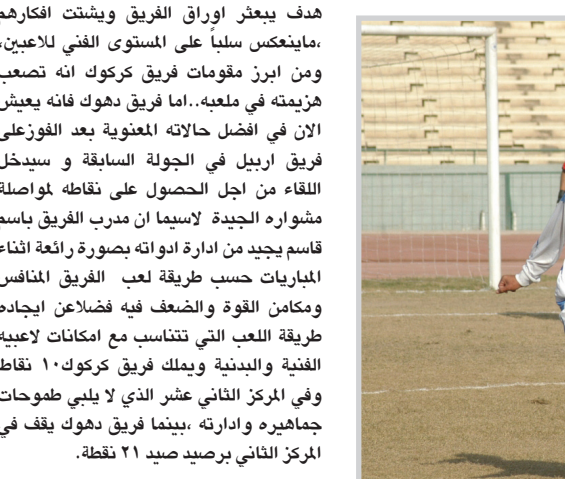 هدف يبعثر اوراق الفريق ويشتت افكارهم
،ماينعكس سلباً على المستوى الفني للاعبين،
ومن ابرز مقومات فريق كركوك انه تصعب
هزيمته في ملعبه..اما فريق دهوك فانه يعيش
الان في افضل حالاته المعنوية بعد الفوزعلى
فريق اربيل في الجولة السابقة و سيدخل
اللقاء من اجل الحصول على نقاطه لمواصلة
مشواره الجيدة لاسيما ان مدرب الفريق باسم
قاسم يجيد من ادارة ادواته بصورة رائعة اثناء
المباريات حسب طريقة لعب الفريق المنافس
ومكامن القوة والضعف فيه فضلاعن ايجاده
طريقة اللعب التي تتناسب مع امكانات لاعبيه
الفنية والبدنية ويملك فريق كركوك١٠ نقاط
وفي المركز الثاني عشر الذي لا يلبي طموحات
جماهيره وادارته ،بينما فريق دهوك يقف في
المركز الثاني برصيد صيد ٢١ نقطة.